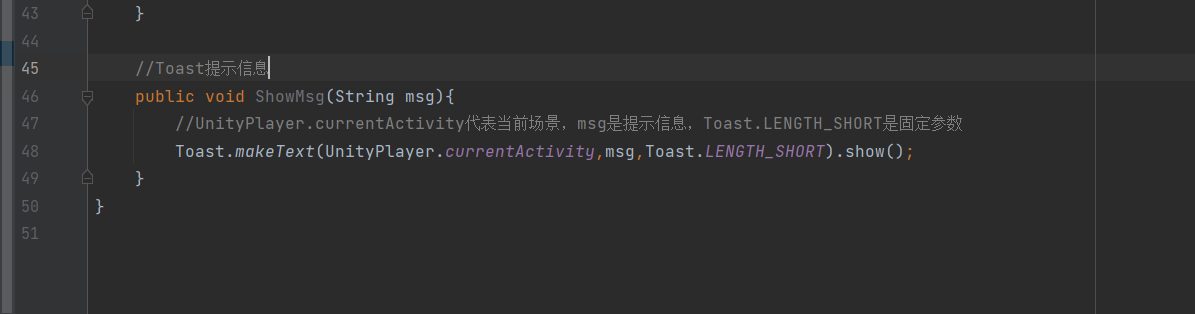 43 }
44
45 //Toast提示信息
46 public void ShowMsg(String msg){
47 //UnityPlayer.currentActivity代表当前场景，msg是提示信息，Toast.LENGTH_SHORT是固定参数
48 Toast.makeText(UnityPlayer.currentActivity,msg,Toast.LENGTH_SHORT).show();
49 }
50 }
51